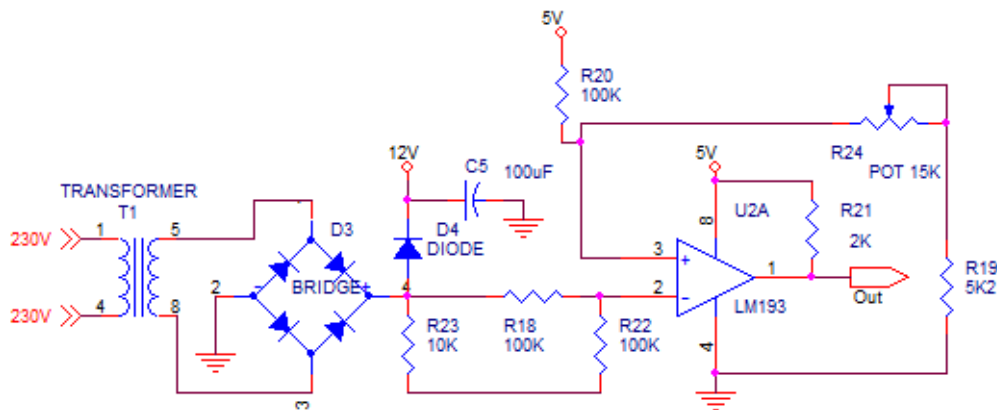 5V
R20
100K
12V
C5
100uF
5V
R24
POT 15K
TRANSFORMER
T1
230V
1
5
D3
D4
DIODE
8
U2A
R21
2K
3
+
1
2
-
BRIDGE
-
+
4
2
LM193
Out
R19
5K2
230V
4
8
R23
10K
R18
100K
R22
100K
4
3